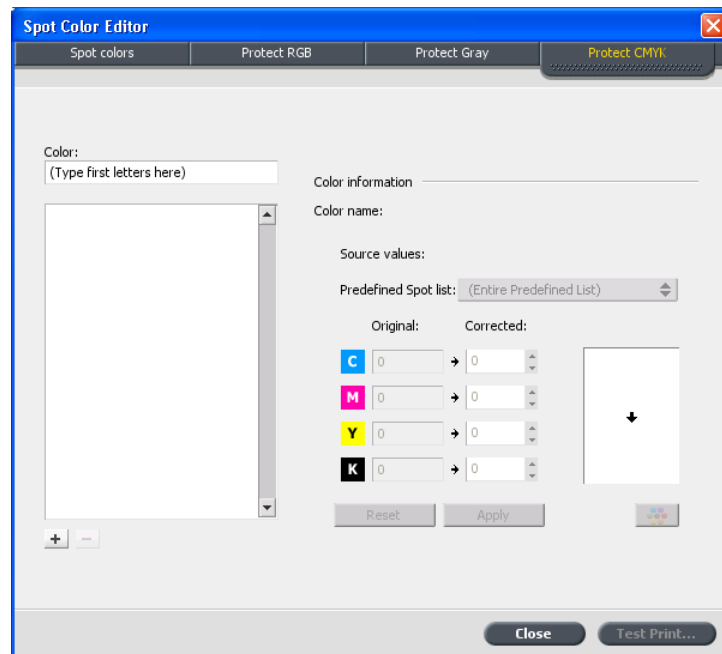 Spot Color Editor
Spot colors Protect RGB Protect Gray Protect CMYK
Color:
(Type first letters here)
Color information
Color name:
Source values:
Predefined Spot list: (Entire Predefined List)
Original: Corrected:
C 0 0
M 0 0
Y 0 0
K 0 0
Reset Apply
Close Test Print...